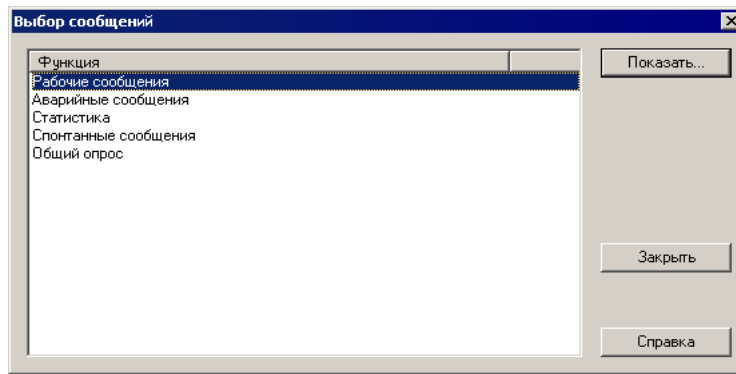 Выбор сообщений
Функция
Рабочие сообщения
Аварийные сообщения
Статистика
Спонтанные сообщения
Общий опрос
Показать...
Закрыть
Справка